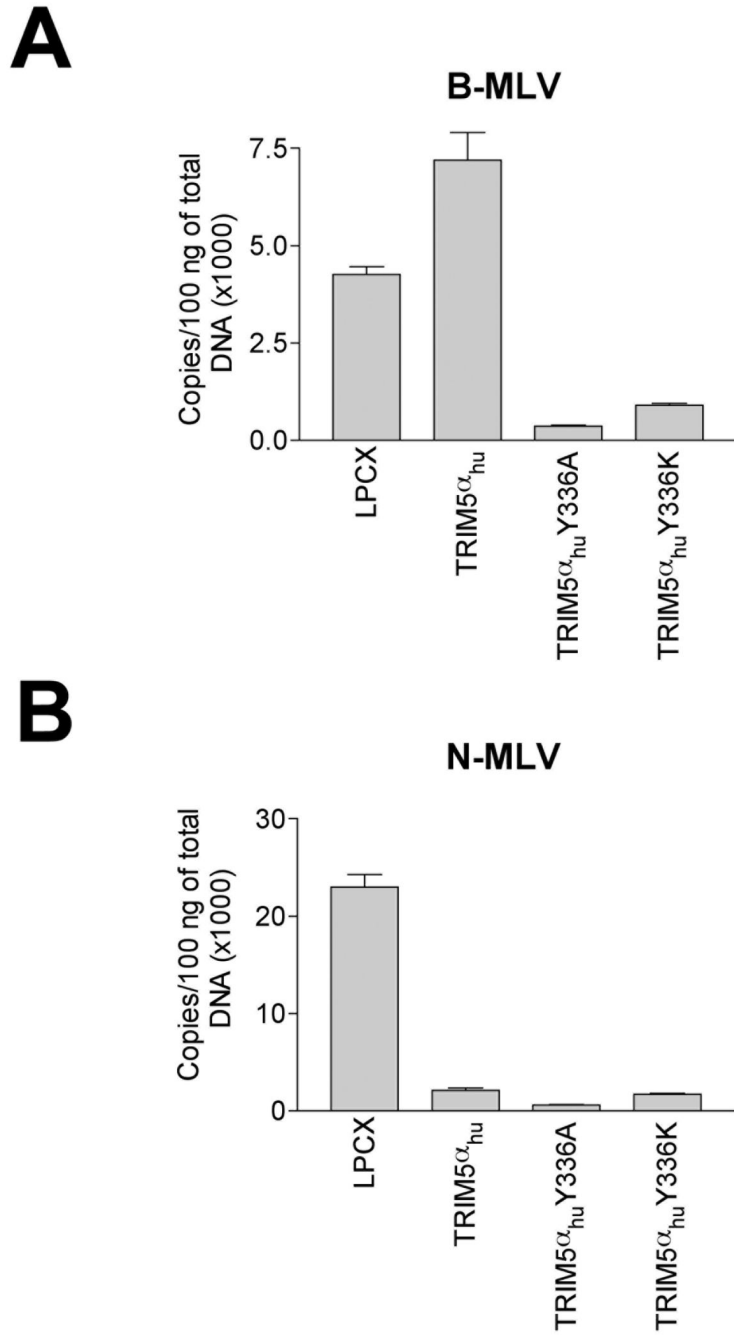 A
B-MLV
Copies/100 ng of total
DNA (x1000)
7.5
5.0
2.5
0.0
LPCX
TRIM5αhu
TRIM5αhuY336A
TRIM5αhuY336K
B
N-MLV
Copies/100 ng of total
DNA (x1000)
30
20
10
0
LPCX
TRIM5αhu
TRIM5αhuY336A
TRIM5αhuY336K